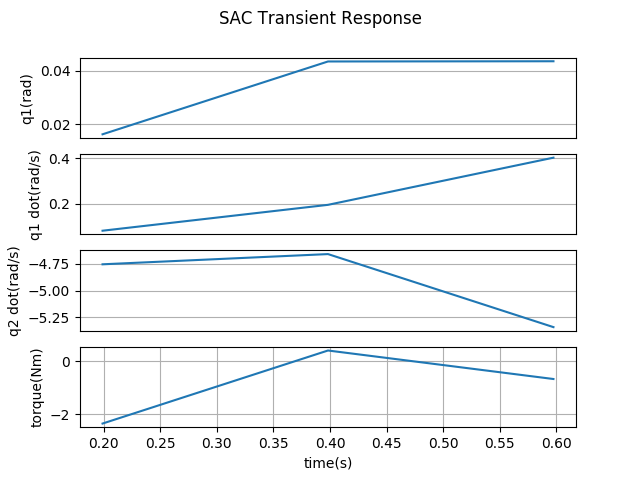 SAC Transient Response
q1(rad)
0.04
0.02
q1 dot(rad/s)
0.4
0.2
q2 dot(rad/s)
−4.75
−5.00
−5.25
torque(Nm)
0
−2
0.20 0.25 0.30 0.35 0.40 0.45 0.50 0.55 0.60
time(s)